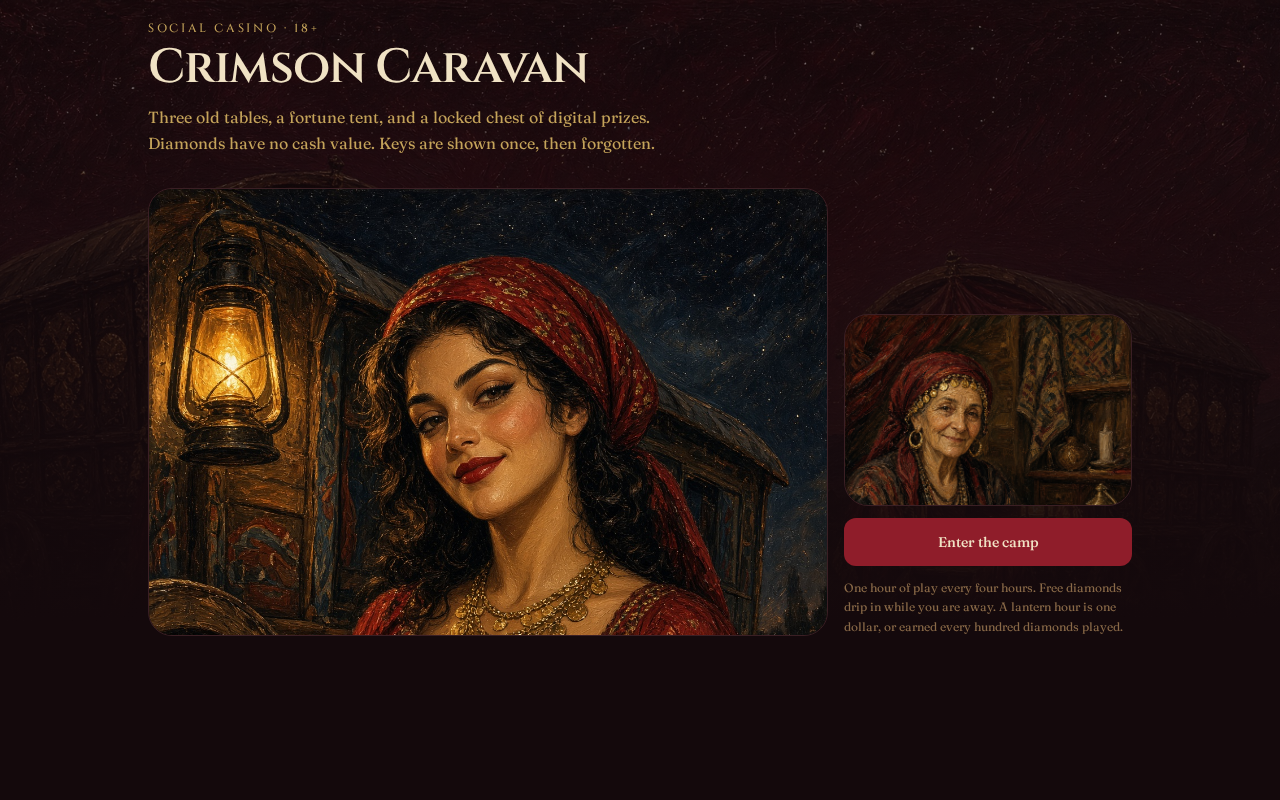 SOCIAL CASINO · 18+
CRIMSON CARAVAN
Three old tables, a fortune tent, and a locked chest of digital prizes.
Diamonds have no cash value. Keys are shown once, then forgotten.
Enter the camp
One hour of play every four hours. Free diamonds
drip in while you are away. A lantern hour is one
dollar, or earned every hundred diamonds played.